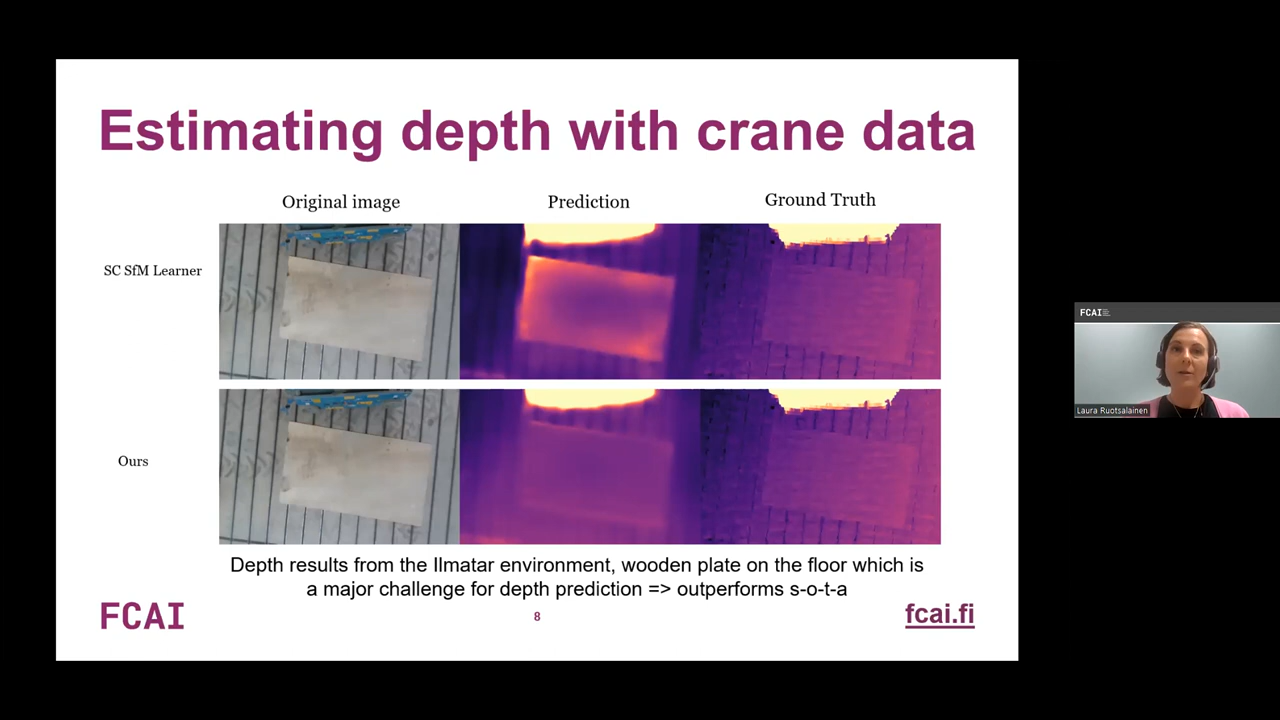 Estimating depth with crane data
Original image
Prediction
Ground Truth
SC SfM Learner
Ours
Depth results from the Ilmatar environment, wooden plate on the floor which is
a major challenge for depth prediction => outperforms s-o-t-a
FCAI
8
fcai.fi
FCAI
Laura Ruotsalainen